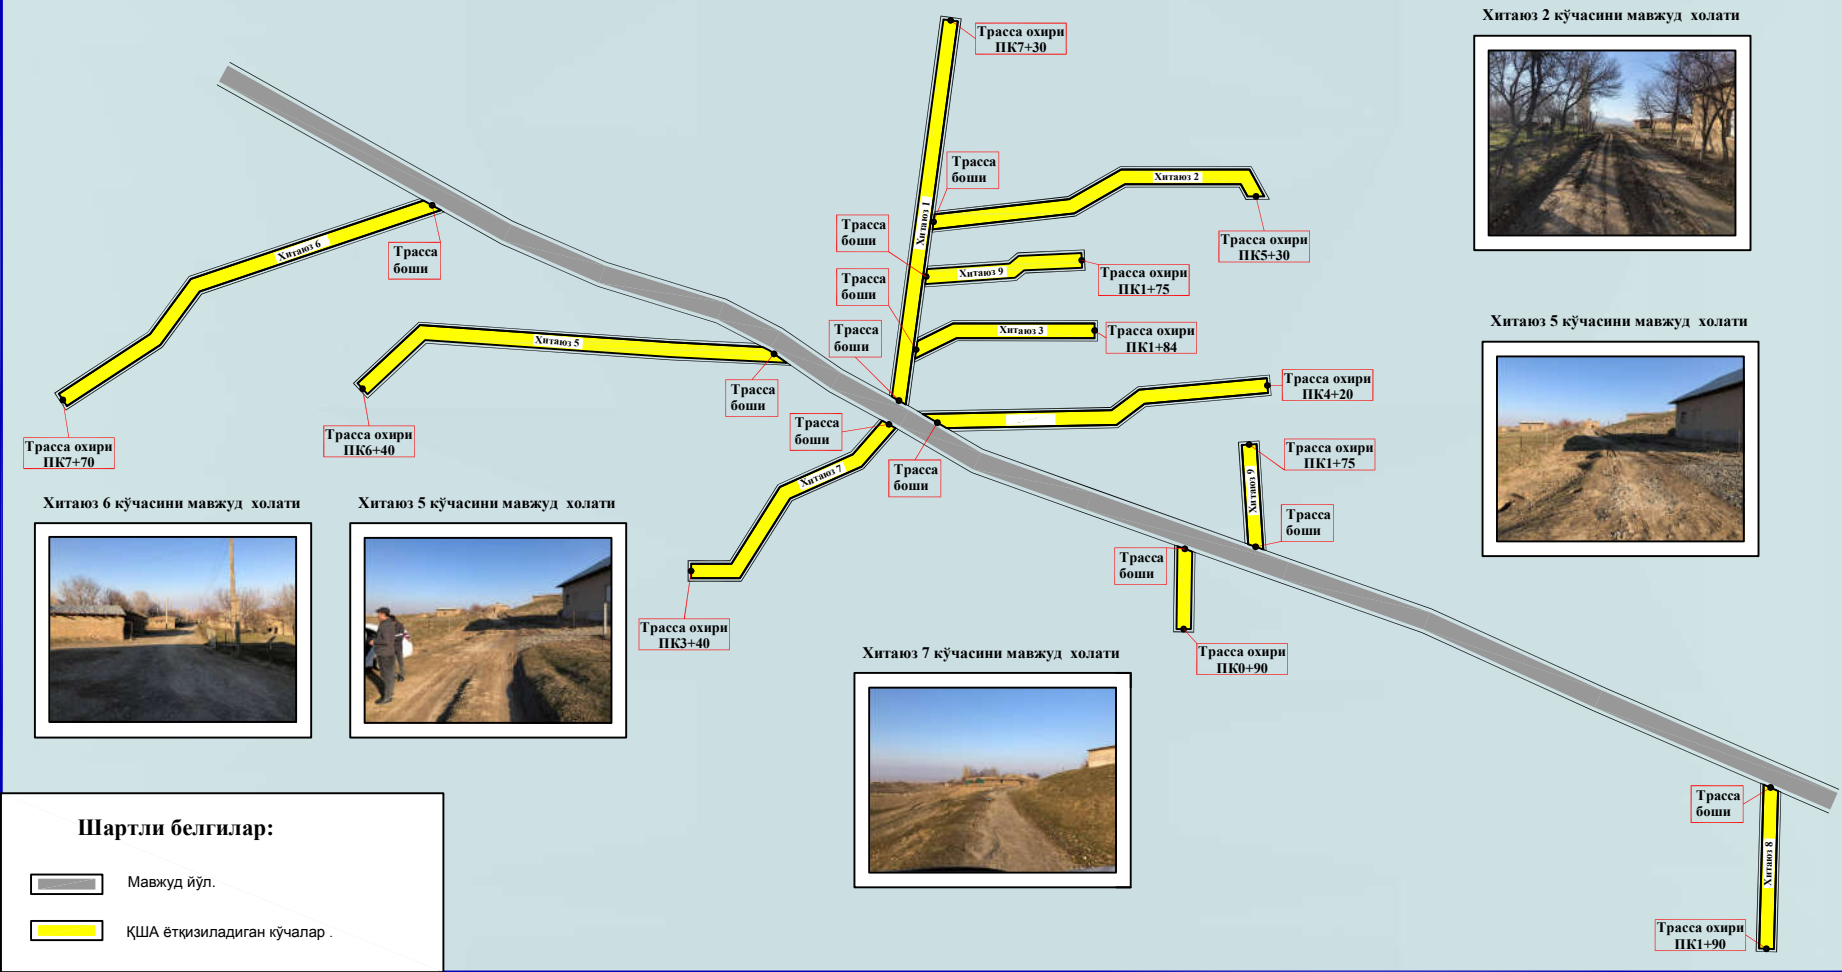 Хитаюз 2 кўчасини мавжуд холати
Трасса охири
ПК7+30
Трасса
боши
Хитаюз 2
Хитаюз 1
Трасса
боши
Трасса охири
ПК5+30
Хитаюз 6
Трасса
боши
Хитаюз 9
Трасса охири
ПК1+75
Трасса
боши
Хитаюз 5 кўчасини мавжуд холати
Хитаюз 5
Трасса
боши
Хитаюз 3
Трасса охири
ПК1+84
Трасса
боши
Трасса охири
ПК4+20
Трасса охири
ПК7+70
Трасса охири
ПК6+40
Трасса
боши
Хитаюз 7
Трасса
боши
Трасса охири
ПК1+75
Хитаюз 9
Трасса
боши
Хитаюз 6 кўчасини мавжуд холати
Хитаюз 5 кўчасини мавжуд холати
Трасса
боши
Трасса охири
ПК3+40
Трасса охири
ПК0+90
Хитаюз 7 кўчасини мавжуд холати
Трасса
боши
Хитаюз 8
Трасса охири
ПК1+90
Шартли белгилар:
Мавжуд йўл.
ҚША ётқизиладиган кўчалар .